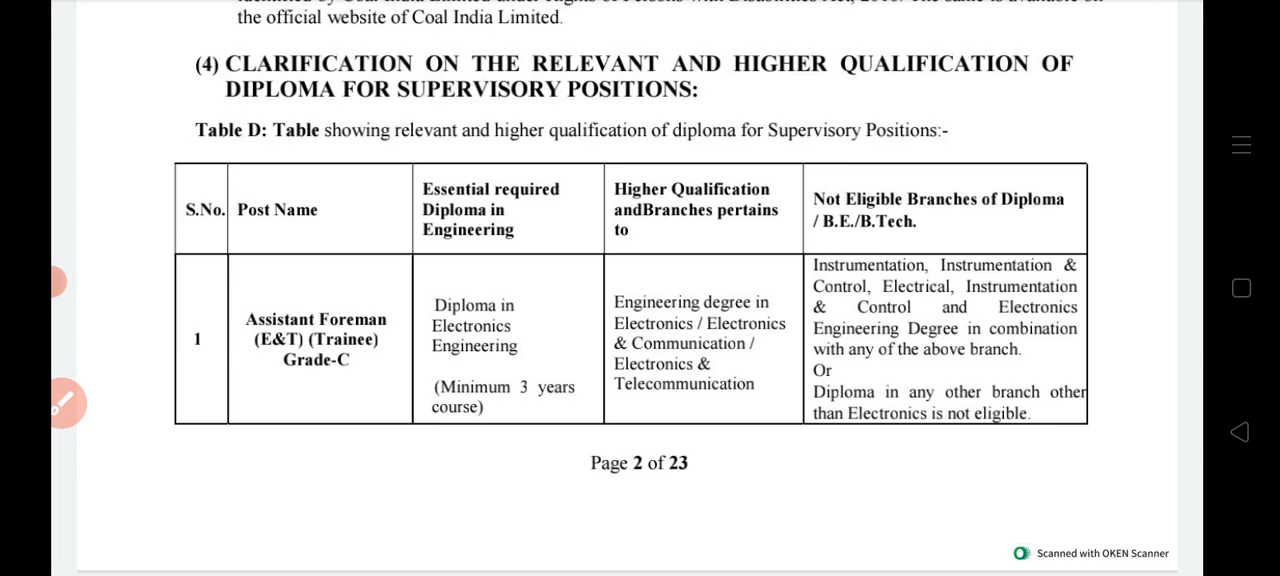 the official website of Coal India Limited.
(4) CLARIFICATION ON THE RELEVANT AND HIGHER QUALIFICATION OF
DIPLOMA FOR SUPERVISORY POSITIONS:
Table D: Table showing relevant and higher qualification of diploma for Supervisory Positions:-
S.No.
Post Name
Essential required
Diploma in
Engineering
Higher Qualification
andBranches pertains
to
Not Eligible Branches of Diploma
/ B.E./B.Tech.
1
Assistant Foreman
(E&T) (Trainee)
Grade-C
Diploma in
Electronics
Engineering
(Minimum 3 years
course)
Engineering degree in
Electronics / Electronics
& Communication /
Electronics &
Telecommunication
Instrumentation, Instrumentation &
Control, Electrical, Instrumentation
& Control and Electronics
Engineering Degree in combination
with any of the above branch.
Or
Diploma in any other branch other
than Electronics is not eligible.
Page 2 of 23
Scanned with OKEN Scanner